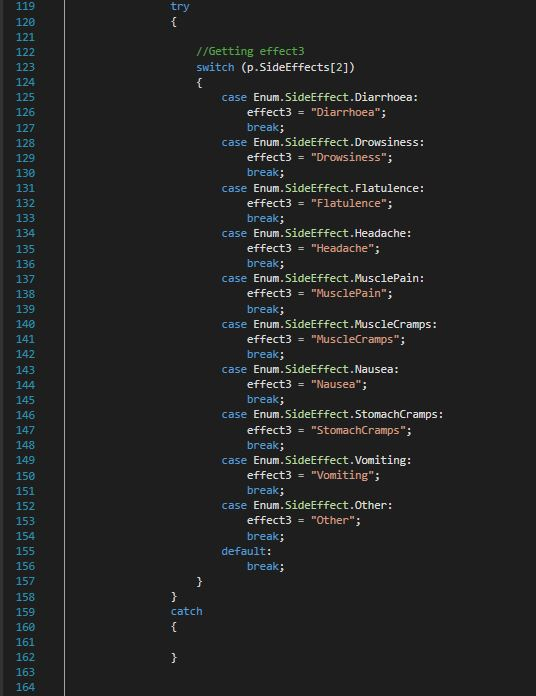 119 try
120 {
121
122 //Getting effect3
123 switch (p.SideEffects[2])
124 {
125 case Enum.SideEffect.Diarrhoea:
126 effect3 = "Diarrhoea";
127 break;
128 case Enum.SideEffect.Drowsiness:
129 effect3 = "Drowsiness";
130 break;
131 case Enum.SideEffect.Flatulence:
132 effect3 = "Flatulence";
133 break;
134 case Enum.SideEffect.Headache:
135 effect3 = "Headache";
136 break;
137 case Enum.SideEffect.MusclePain:
138 effect3 = "MusclePain";
139 break;
140 case Enum.SideEffect.MuscleCramps:
141 effect3 = "MuscleCramps";
142 break;
143 case Enum.SideEffect.Nausea:
144 effect3 = "Nausea";
145 break;
146 case Enum.SideEffect.StomachCramps:
147 effect3 = "StomachCramps";
148 break;
149 case Enum.SideEffect.Vomiting:
150 effect3 = "Vomiting";
151 break;
152 case Enum.SideEffect.Other:
153 effect3 = "Other";
154 break;
155 default:
156 break;
157 }
158 }
159 catch
160 {
161
162 }
163
164